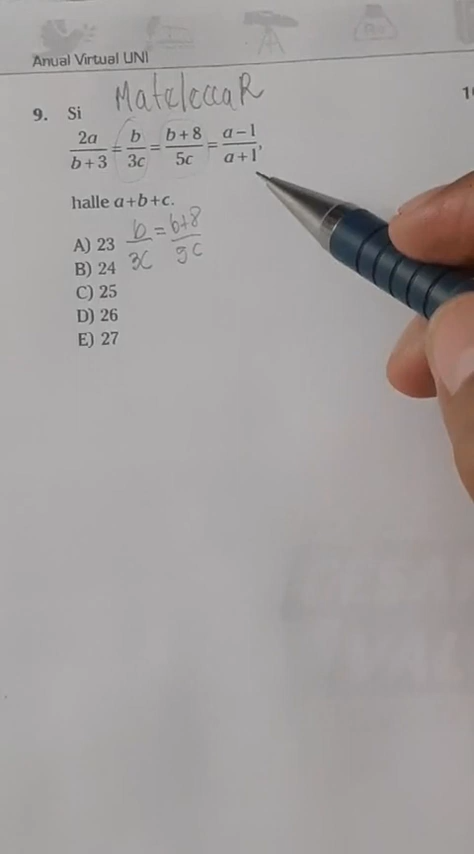 Anual Virtual UNI
MateleccaR
9. Si
2a/(b+3) = b/3c = (b+8)/5c = (a-1)/(a+1),
halle a+b+c.
A) 23
B) 24
C) 25
D) 26
E) 27
b/3c = (b+8)/5c